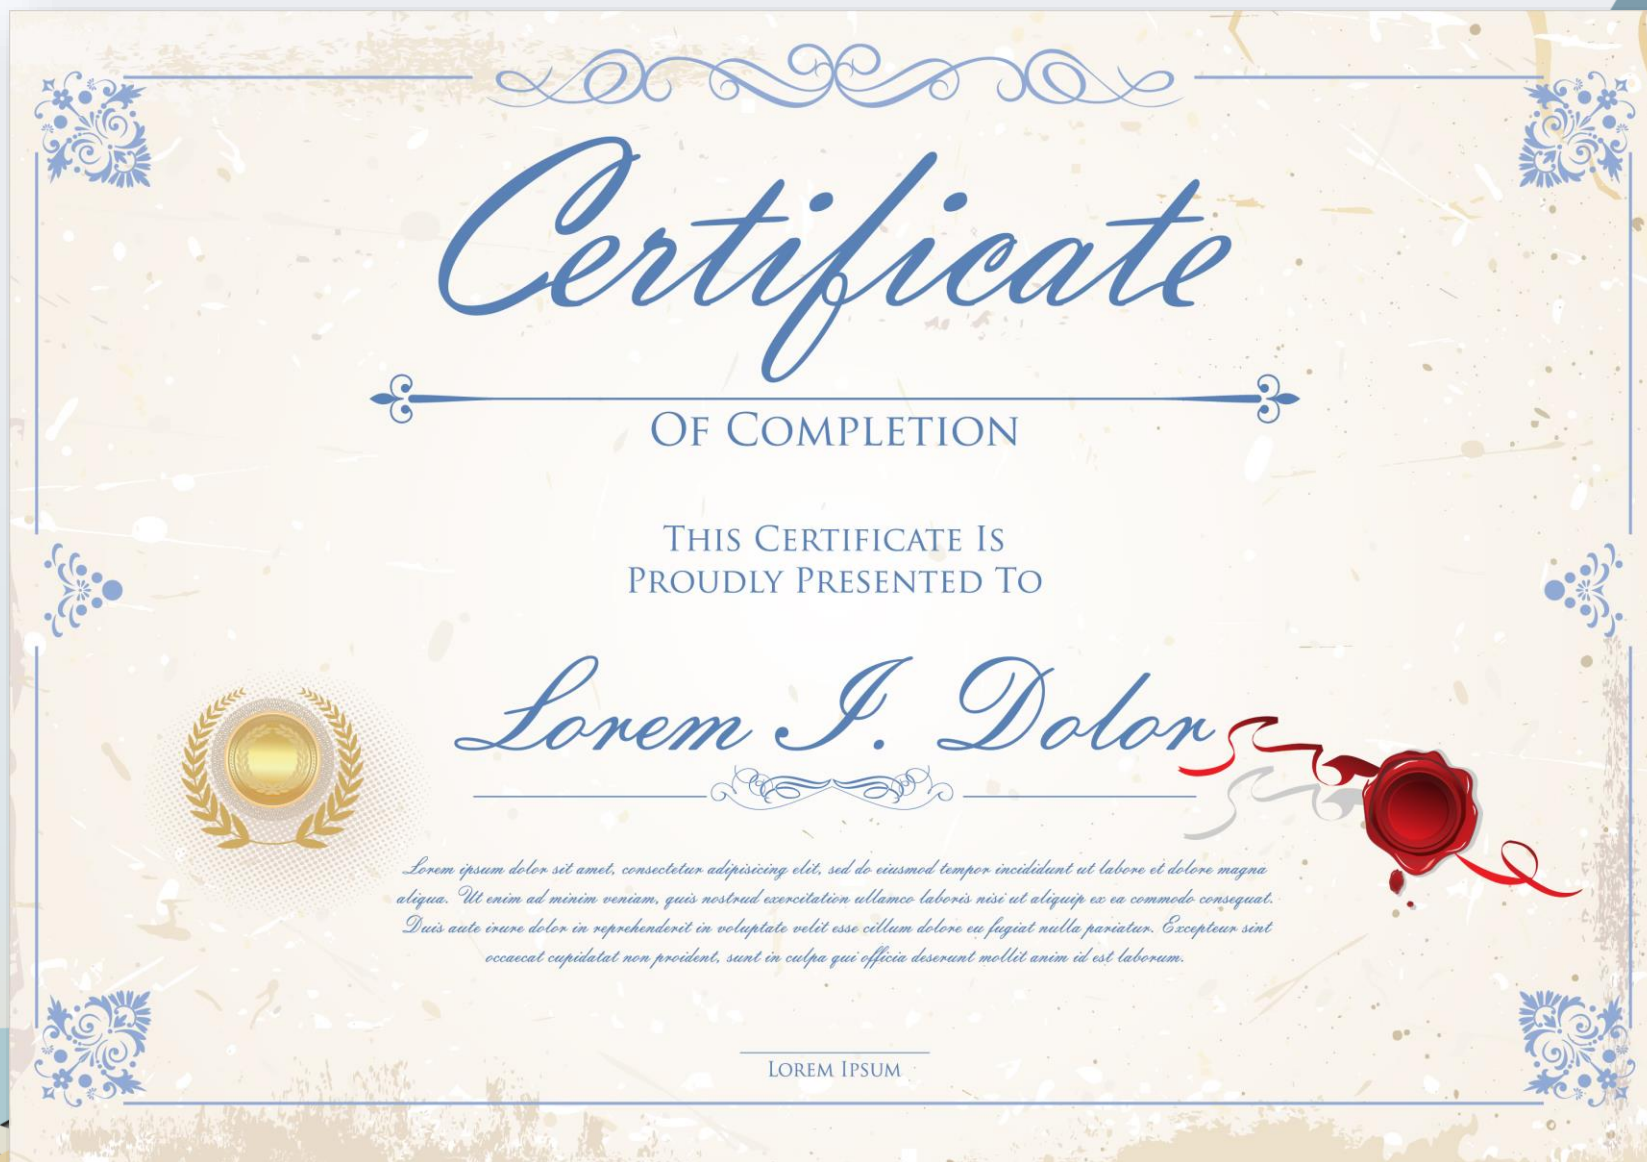 Certificate
OF COMPLETION
THIS CERTIFICATE IS
PROUDLY PRESENTED TO
Lorem I. Dolor
Lorem ipsum dolor sit amet, consectetur adipisicing elit, sed do eiusmod tempor incididunt ut labore et dolore magna
aliqua. Ut enim ad minim veniam, quis nostrud exercitation ullamco laboris nisi ut aliquip ex ea commodo consequat.
Duis aute irure dolor in reprehenderit in voluptate velit esse cillum dolore eu fugiat nulla pariatur. Excepteur sint
occaecat cupidatat non proident, sunt in culpa qui officia deserunt mollit anim id est laborum.
LOREM IPSUM